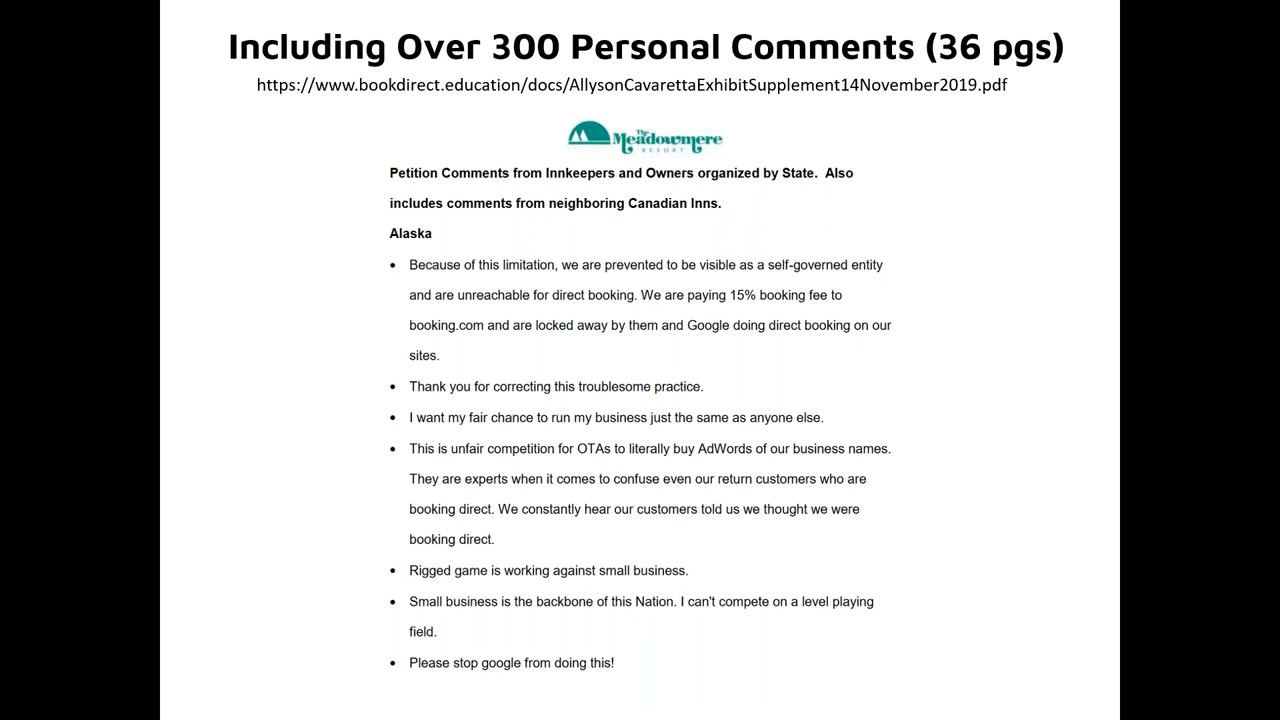 Including Over 300 Personal Comments (36 pgs)
https://www.bookdirect.education/docs/AllysonCavarettaExhibitSupplement14November2019.pdf
The
Meadowmere
RESORT
Petition Comments from Innkeepers and Owners organized by State.  Also
includes comments from neighboring Canadian Inns.
Alaska
• Because of this limitation, we are prevented to be visible as a self-governed entity
and are unreachable for direct booking. We are paying 15% booking fee to
booking.com and are locked away by them and Google doing direct booking on our
sites.
• Thank you for correcting this troublesome practice.
• I want my fair chance to run my business just the same as anyone else.
• This is unfair competition for OTAs to literally buy AdWords of our business names.
They are experts when it comes to confuse even our return customers who are
booking direct. We constantly hear our customers told us we thought we were
booking direct.
• Rigged game is working against small business.
• Small business is the backbone of this Nation. I can't compete on a level playing
field.
• Please stop google from doing this!